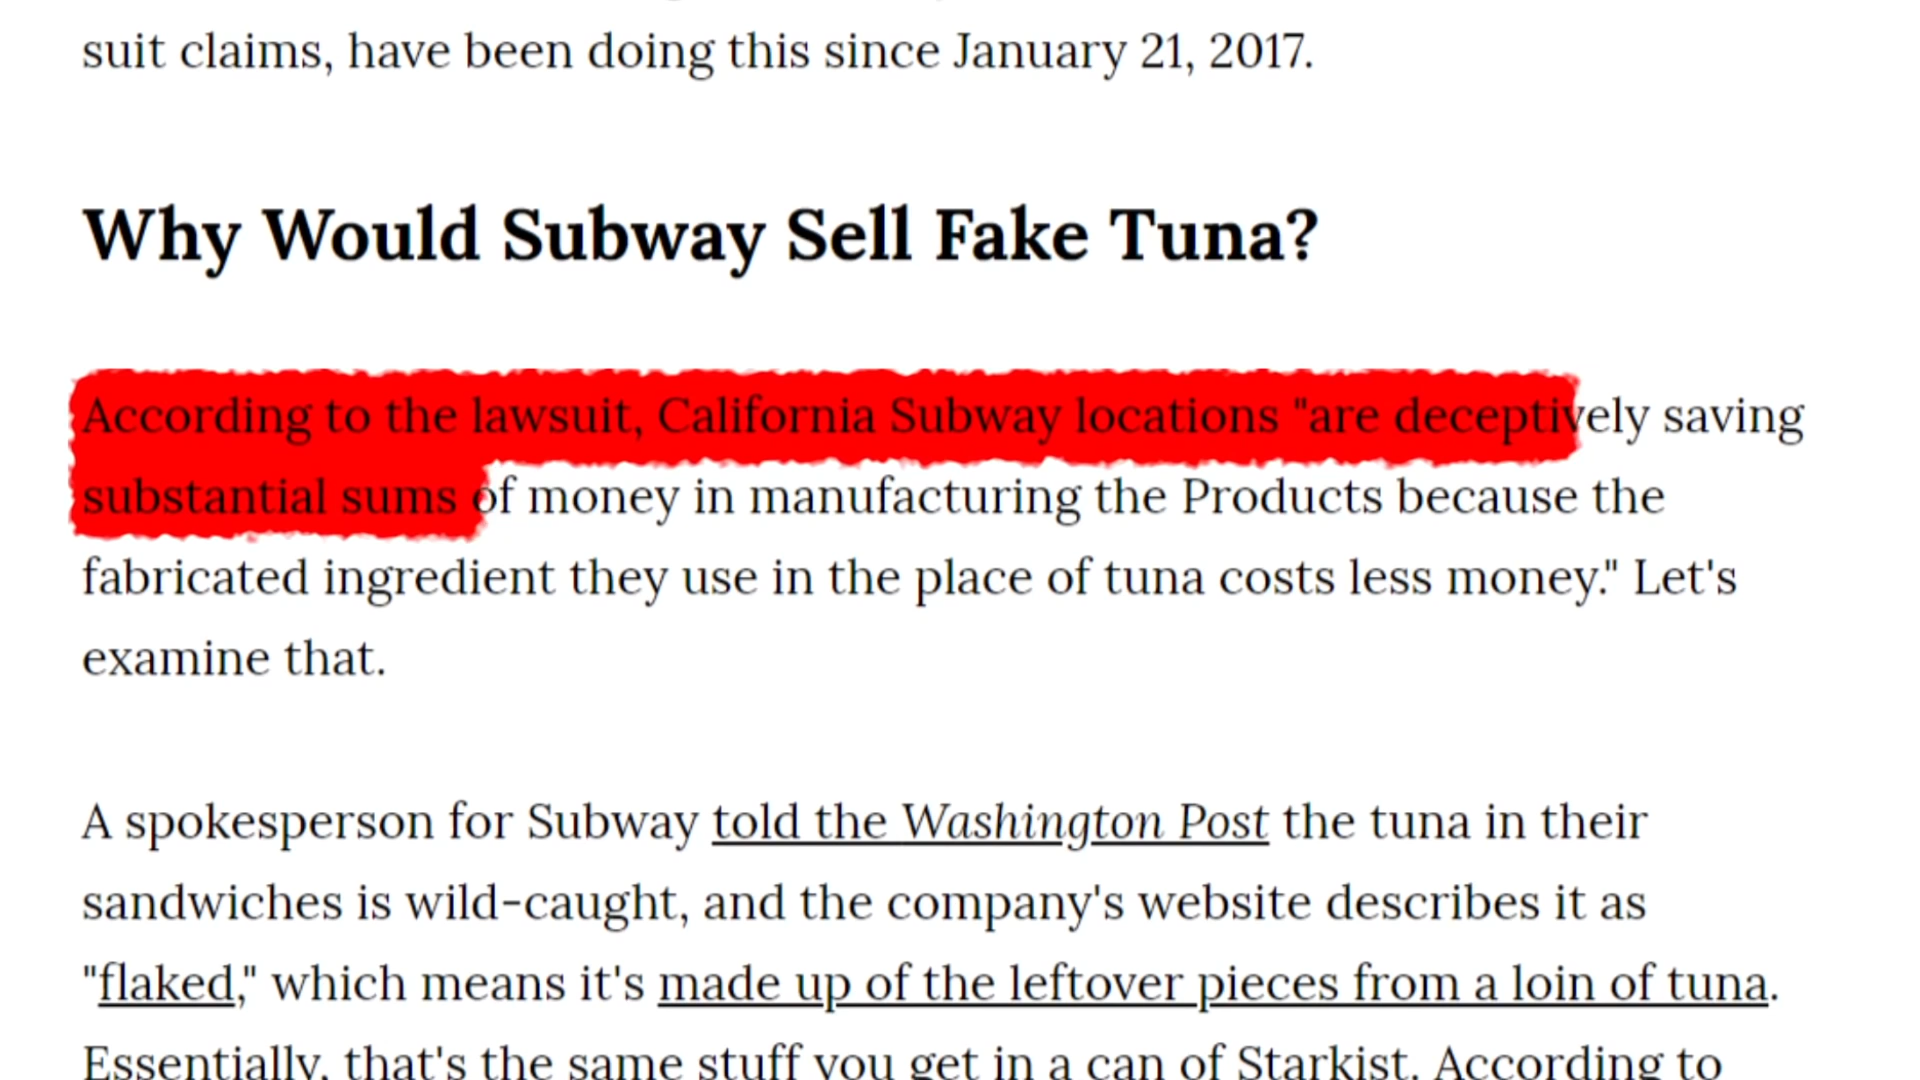 suit claims, have been doing this since January 21, 2017.
Why Would Subway Sell Fake Tuna?
According to the lawsuit, California Subway locations "are deceptively saving
substantial sums of money in manufacturing the Products because the
fabricated ingredient they use in the place of tuna costs less money." Let's
examine that.
A spokesperson for Subway told the Washington Post the tuna in their
sandwiches is wild-caught, and the company's website describes it as
"flaked," which means it's made up of the leftover pieces from a loin of tuna.
Essentially, that's the same stuff you get in a can of Starkist. According to